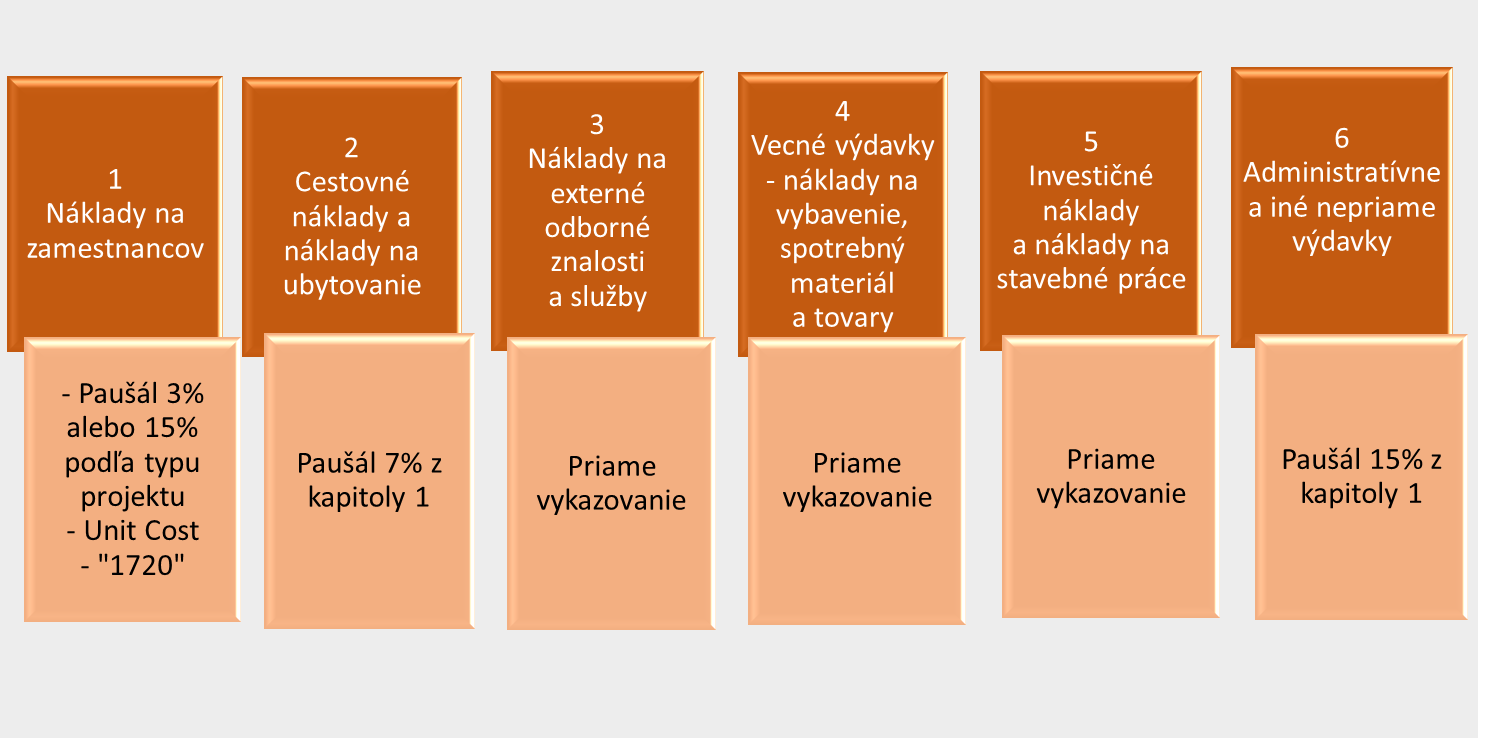 1
Náklady na
zamestnancov
- Paušál 3%
alebo 15%
podľa typu
projektu
- Unit Cost
- "1720"
2
Cestovné
náklady a
náklady na
ubytovanie
Paušál 7% z
kapitoly 1
3
Náklady na
externé
odborné
znalosti
a služby
Priame
vykazovanie
4
Vecné výdavky
- náklady na
vybavenie,
spotrebný
materiál
a tovary
Priame
vykazovanie
5
Investičné
náklady
a náklady na
stavebné práce
Priame
vykazovanie
6
Administratívne
a iné nepriame
výdavky
Paušál 15% z
kapitoly 1